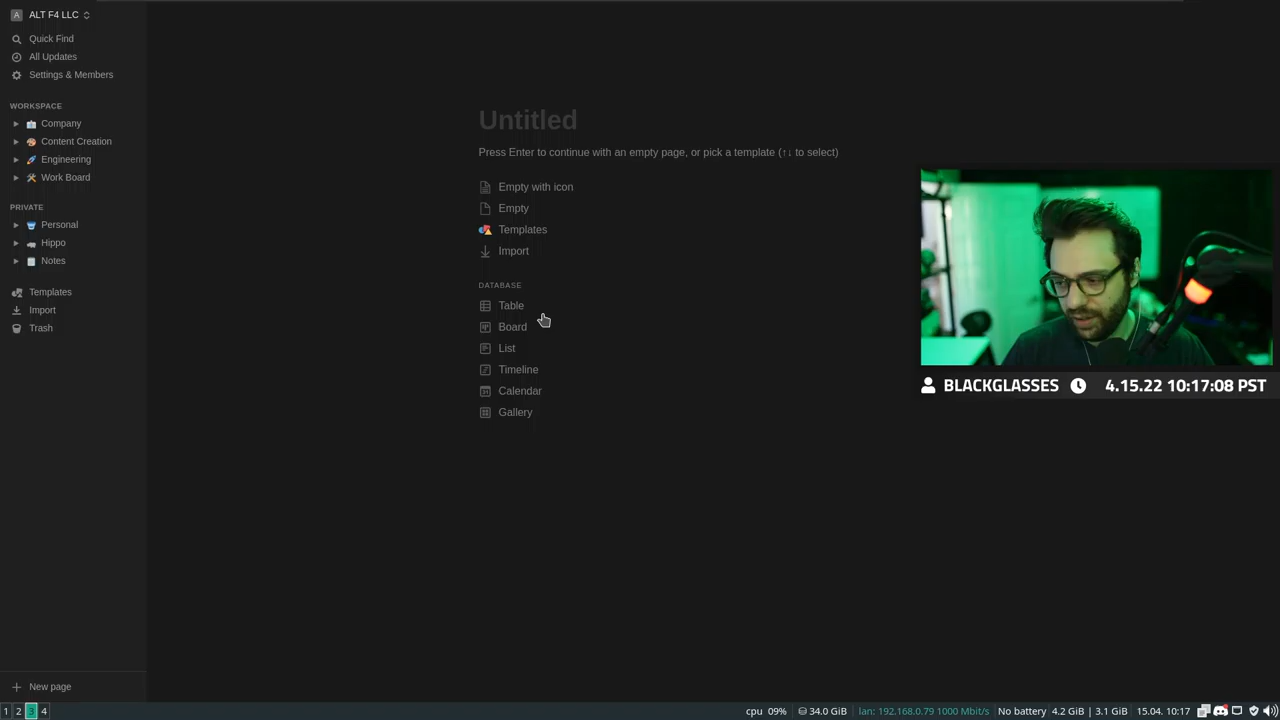 A ALT F4 LLC
Quick Find
All Updates
Settings & Members
WORKSPACE
Company
Content Creation
Engineering
Work Board
PRIVATE
Personal
Hippo
Notes
Templates
Import
Trash
New page
Untitled
Press Enter to continue with an empty page, or pick a template (↑↓ to select)
Empty with icon
Empty
Templates
Import
DATABASE
Table
Board
List
Timeline
Calendar
Gallery
BLACKGLASSES 4.15.22 10:17:08 PST
1 2 3 4 cpu 09% 34.0 GiB lan: 192.168.0.79 1000 Mbit/s No battery 4.2 GiB | 3.1 GiB 15.04. 10:17